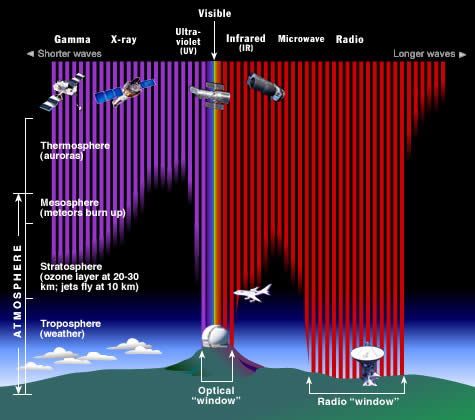 Visible
Gamma
X-ray
Ultra-
violet
(UV)
Infrared
(IR)
Microwave
Radio
Shorter waves
Longer waves
Thermosphere
(auroras)
Mesosphere
(meteors burn up)
Stratosphere
(ozone layer at 20-30
km; jets fly at 10 km)
Troposphere
(weather)
ATMOSPHERE
Optical
“window”
Radio “window”